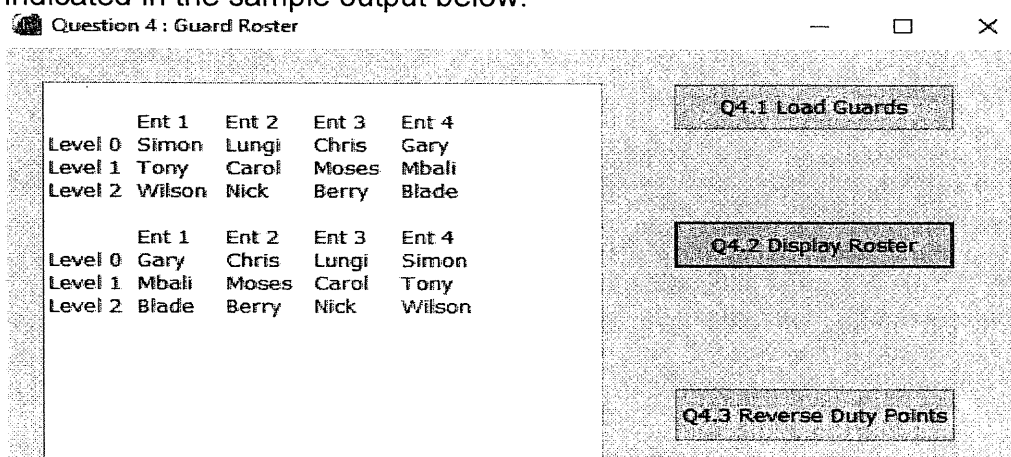 indicated in the sample output below.
Question 4 : Guard Roster
Q4.1 Load Guards
Ent 1 Ent 2 Ent 3 Ent 4
Level 0 Simon Lungi Chris Gary
Level 1 Tony Carol Moses Mbali
Level 2 Wilson Nick Berry Blade
Ent 1 Ent 2 Ent 3 Ent 4
Q4.2 Display Roster
Level 0 Gary Chris Lungi Simon
Level 1 Mbali Moses Carol Tony
Level 2 Blade Berry Nick Wilson
Q4.3 Reverse Duty Points